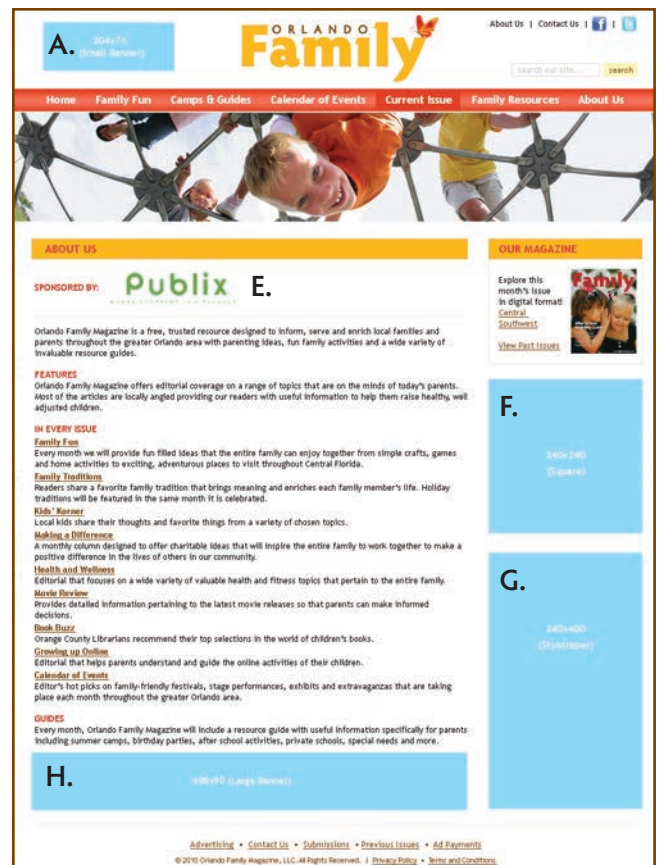 A.
204x76
(Small Banner)
ORLANDO
Family
About Us | Contact Us | f | t
search our site...
search
Home Family Fun Camps & Guides Calendar of Events Current Issue Family Resources About Us
ABOUT US
SPONSORED BY: Publix E.
Orlando Family Magazine is a free, trusted resource designed to inform, serve and enrich local families and
parents throughout the greater Orlando area with parenting ideas, fun family activities and a wide variety of
invaluable resource guides.
FEATURES
Orlando Family Magazine offers editorial coverage on a range of topics that are on the minds of today's parents.
Most of the articles are locally angled providing our readers with useful information to help them raise healthy, well
adjusted children.
IN EVERY ISSUE
Family Fun
Every month we will provide fun filled ideas that the entire family can enjoy together from simple crafts, games
and home activities to exciting, adventurous places to visit throughout Central Florida.
Family Traditions
Readers share a favorite family tradition that brings meaning and enriches each family member's life. Holiday
traditions will be featured in the same month it is celebrated.
Kids' Korner
Local kids share their thoughts and favorite things from a variety of chosen topics.
Making a Difference
A monthly column designed to offer charitable ideas that will inspire the entire family to work together to make a
positive difference in the lives of others in our community.
Health and Wellness
Editorial that focuses on a wide variety of valuable health and fitness topics that pertain to the entire family.
Movie Review
Provides detailed information pertaining to the latest movie releases so that parents can make informed
decisions.
Book Buzz
Orange County Librarians recommend their top selections in the world of children's books.
Growing up Online
Editorial that helps parents understand and guide the online activities of their children.
Calendar of Events
Editor's hot picks on family-friendly festivals, stage performances, exhibits and extravaganzas that are taking
place each month throughout the greater Orlando area.
GUIDES
Every month, Orlando Family Magazine will include a resource guide with useful information specifically for parents
including summer camps, birthday parties, after school activities, private schools, special needs and more.
H.
(Large Banner)
OUR MAGAZINE
Explore this
month's issue
in digital format!
Central
Southwest
View Past Issues
Family
F.
240x240
(Square)
G.
240x400
(Skyscraper)
Advertising • Contact Us • Submissions • Previous Issues • Ad Payments
© 2010 Orlando Family Magazine, LLC. All Rights Reserved. | Privacy Policy • Terms and Conditions